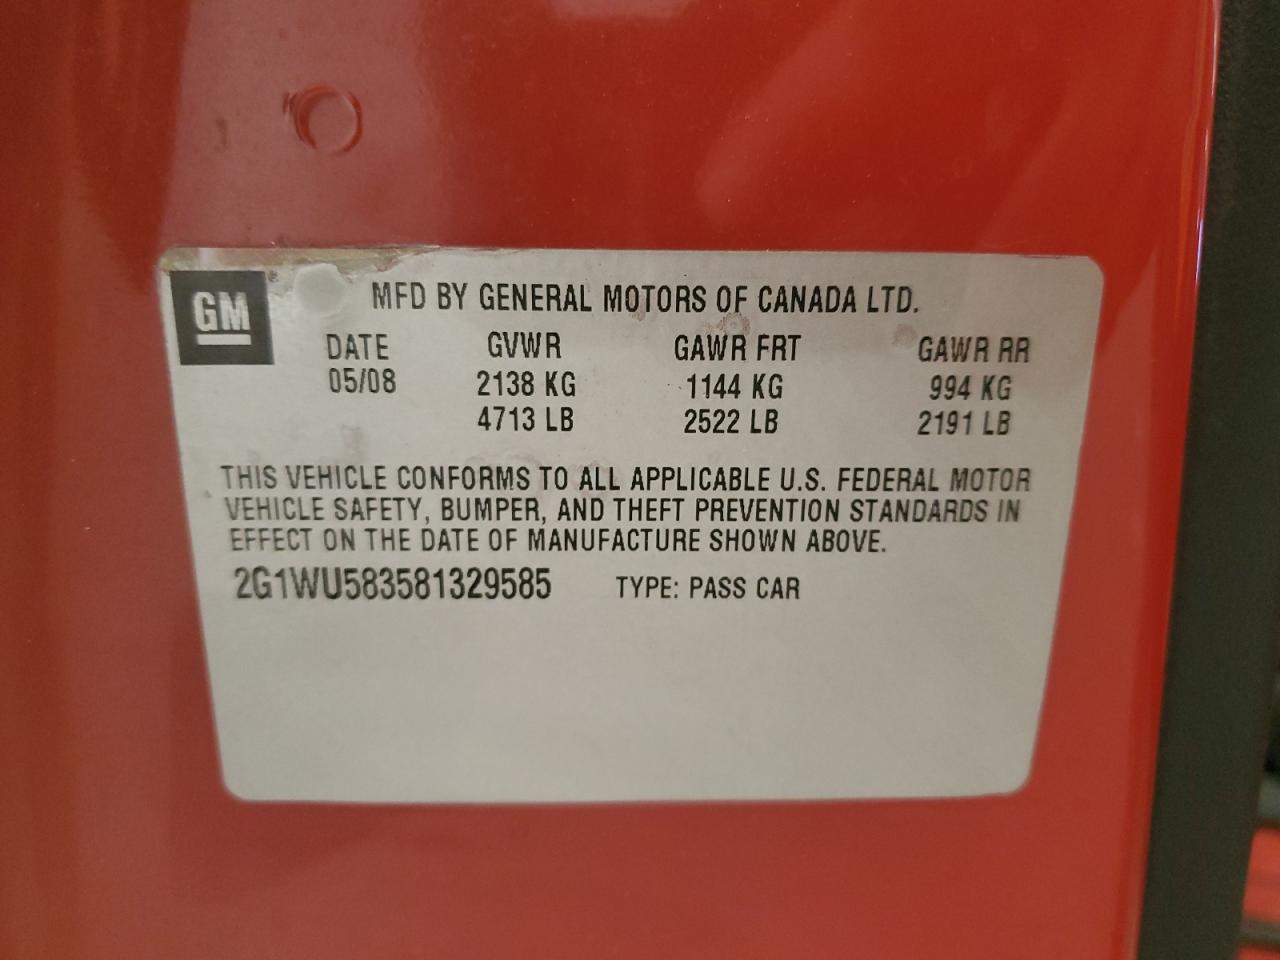 GM
MFD BY GENERAL MOTORS OF CANADA LTD.
DATE GVWR GAWR FRT GAWR RR
05/08 2138 KG 1144 KG 994 KG
4713 LB 2522 LB 2191 LB
THIS VEHICLE CONFORMS TO ALL APPLICABLE U.S. FEDERAL MOTOR
VEHICLE SAFETY, BUMPER, AND THEFT PREVENTION STANDARDS IN
EFFECT ON THE DATE OF MANUFACTURE SHOWN ABOVE.
2G1WU583581329585 TYPE: PASS CAR